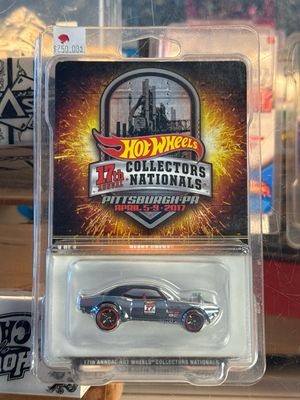 $250.00
HOT WHEELS
17th
ANNUAL
COLLECTORS
NATIONALS
PITTSBURGH·PA
APRIL 5-9 · 2017
17
17th ANNUAL HOT WHEELS® COLLECTORS NATIONALS